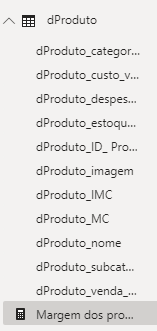 dProduto
dProduto_categor...
dProduto_custo_v...
dProduto_despes...
dProduto_estoqu...
dProduto_ID_ Pro...
dProduto_imagem
dProduto_IMC
dProduto_MC
dProduto_nome
dProduto_subcat...
dProduto_venda_...
Margem dos pro...